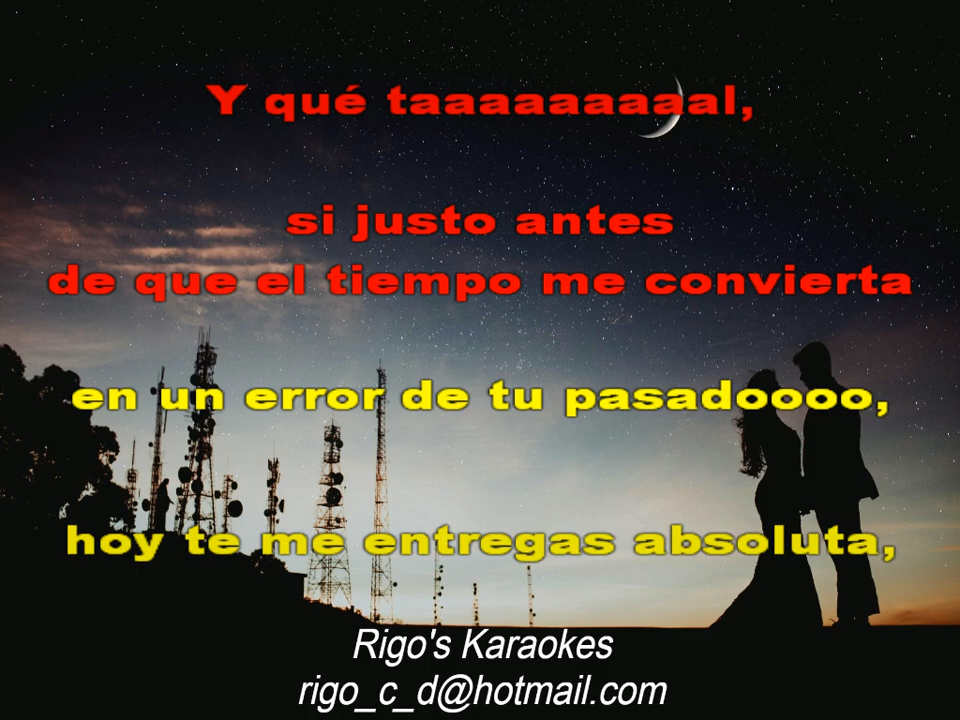 Y qué taaaaaaaaal,
si justo antes
de que el tiempo me convierta
en un error de tu pasadoooo,
hoy te me entregas absoluta,
Rigo's Karaokes
rigo_c_d@hotmail.com